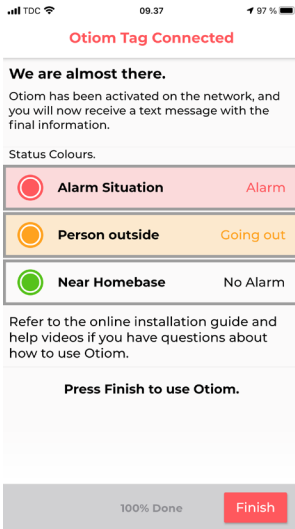 TDC 09.37 97 %
Otiom Tag Connected
We are almost there.
Otiom has been activated on the network, and
you will now receive a text message with the
final information.
Status Colours.
Alarm Situation Alarm
Person outside Going out
Near Homebase No Alarm
Refer to the online installation guide and
help videos if you have questions about
how to use Otiom.
Press Finish to use Otiom.
100% Done Finish